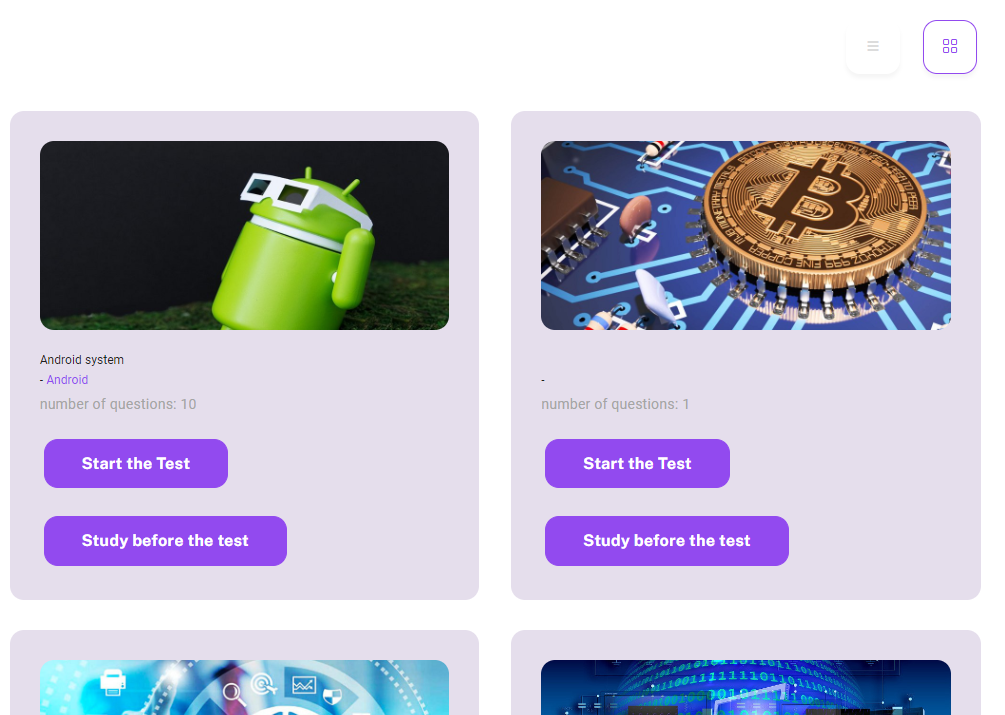 Android system
- Android
number of questions: 10
Start the Test
Study before the test
-
number of questions: 1
Start the Test
Study before the test